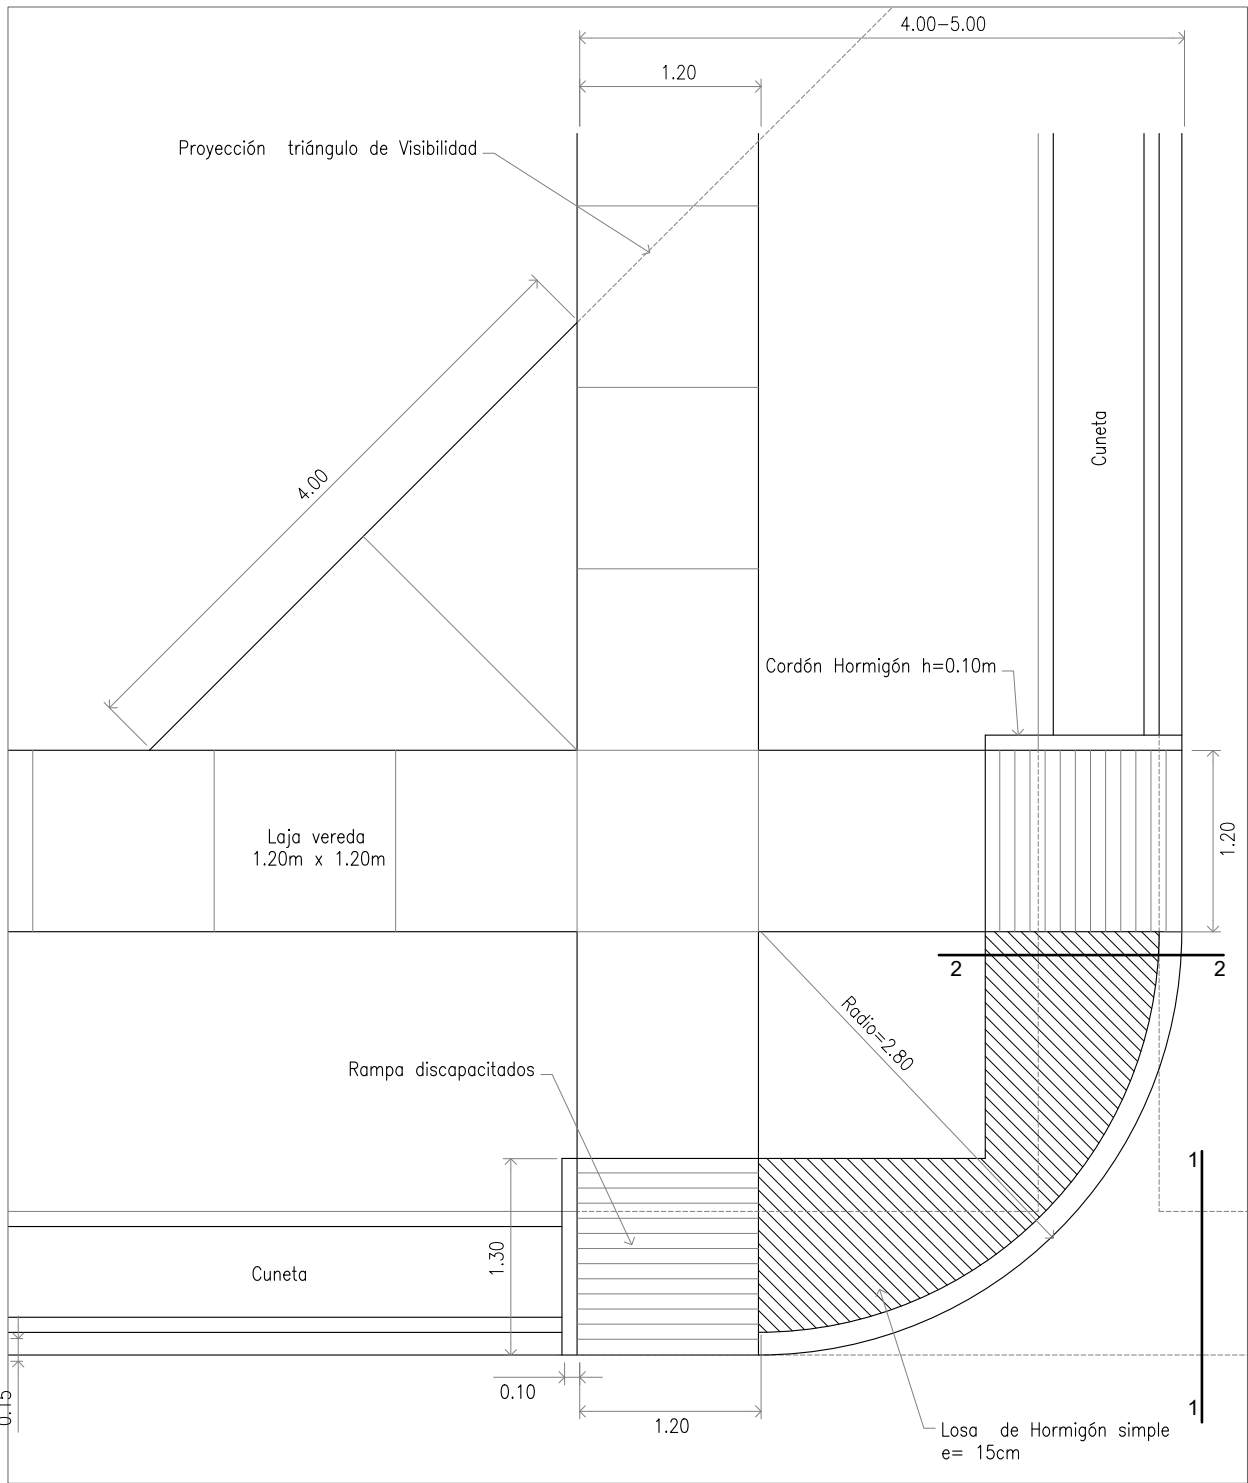 4.00-5.00
1.20
Proyección triángulo de Visibilidad
4.00
Cuneta
Cordón Hormigón h=0.10m
Laja vereda
1.20m x 1.20m
1.20
2
2
Radio=2.80
Rampa discapacitados
1
1.30
Cuneta
0.10
0.15
1.20
1
Losa de Hormigón simple
e= 15cm